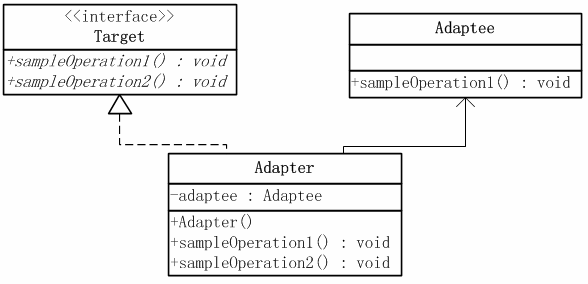 <<interface>>
Target
+sampleOperation1() : void
+sampleOperation2() : void
Adaptee
+sampleOperation1() : void
Adapter
-adaptee : Adaptee
+Adapter()
+sampleOperation1() : void
+sampleOperation2() : void